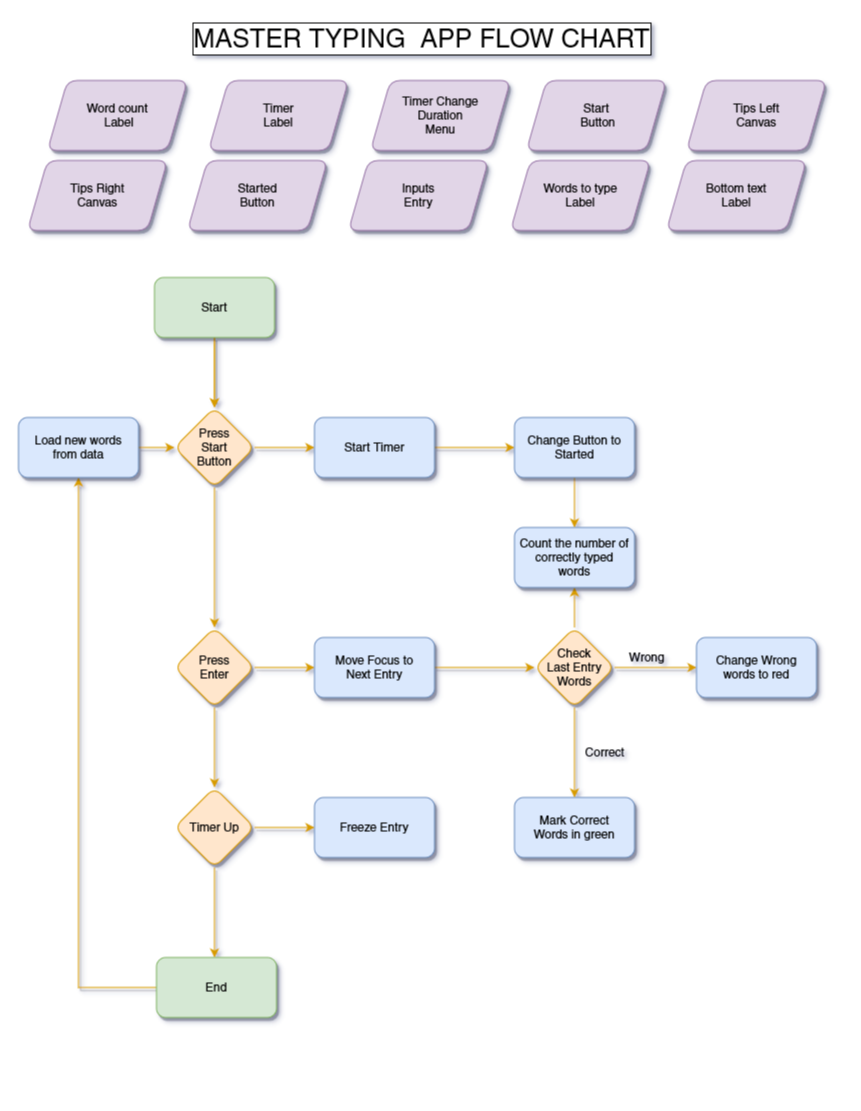 MASTER TYPING  APP FLOW CHART
Word count
Label
Timer
Label
Timer Change
Duration
Menu
Start
Button
Tips Left
Canvas
Tips Right
Canvas
Started
Button
Inputs
Entry
Words to type
Label
Bottom text
Label
Start
Load new words
from data
Press
Start
Button
Start Timer
Change Button to
Started
Count the number of
correctly typed
words
Press
Enter
Move Focus to
Next Entry
Check
Last Entry
Words
Wrong
Change Wrong
words to red
Correct
Timer Up
Freeze Entry
Mark Correct
Words in green
End